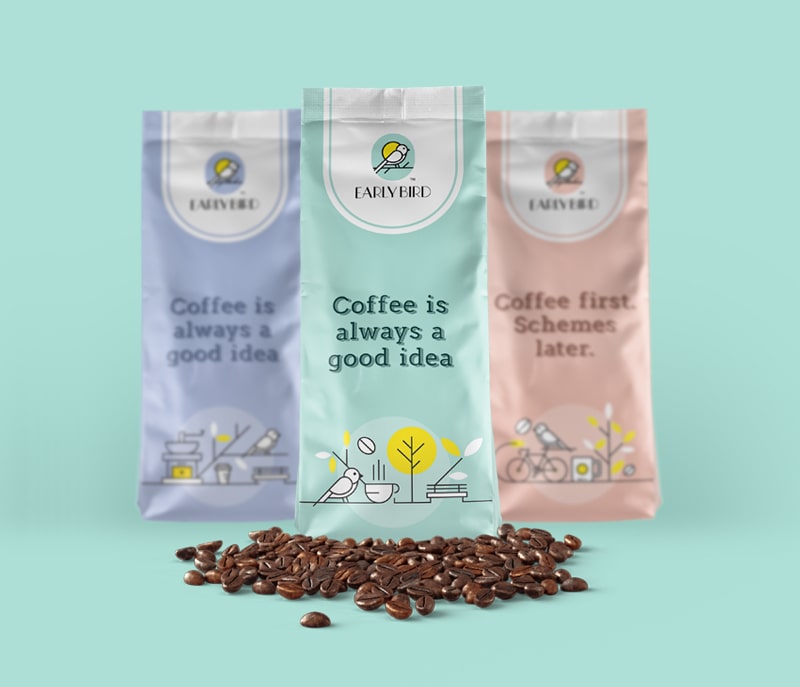 EARLY BIRD
Coffee is
always a
good idea
TM
EARLY BIRD
Coffee is
always a
good idea
EARLY BIRD
Coffee first.
Schemes
later.